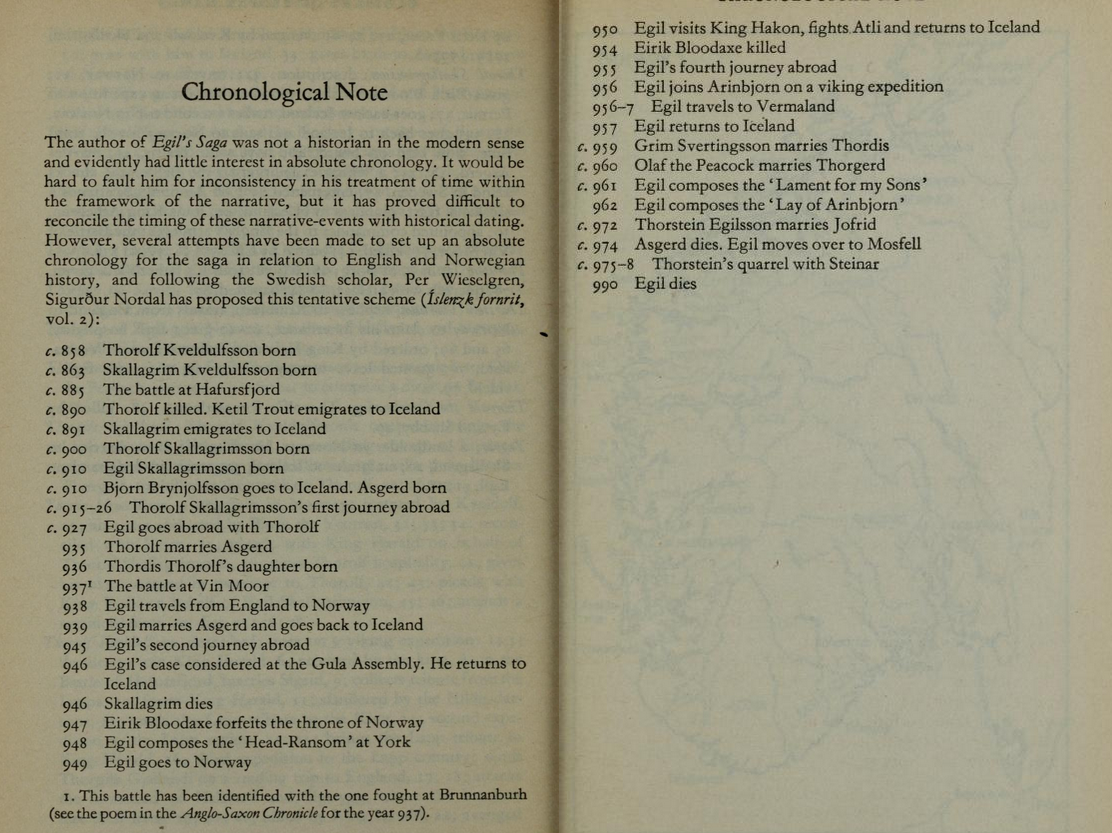 Chronological Note
The author of Egil's Saga was not a historian in the modern sense
and evidently had little interest in absolute chronology. It would be
hard to fault him for inconsistency in his treatment of time within
the framework of the narrative, but it has proved difficult to
reconcile the timing of these narrative-events with historical dating.
However, several attempts have been made to set up an absolute
chronology for the saga in relation to English and Norwegian
history, and following the Swedish scholar, Per Wieselgren,
Sigurður Nordal has proposed this tentative scheme (Íslenzk fornrit,
vol. 2):
c. 858 Thorolf Kveldulfsson born
c. 863 Skallagrim Kveldulfsson born
c. 885 The battle at Hafursfjord
c. 890 Thorolf killed. Ketil Trout emigrates to Iceland
c. 891 Skallagrim emigrates to Iceland
c. 900 Thorolf Skallagrimsson born
c. 910 Egil Skallagrimsson born
c. 910 Bjorn Brynjolfsson goes to Iceland. Asgerd born
c. 915–26 Thorolf Skallagrimsson's first journey abroad
c. 927 Egil goes abroad with Thorolf
935 Thorolf marries Asgerd
936 Thordis Thorolf's daughter born
937¹ The battle at Vin Moor
938 Egil travels from England to Norway
939 Egil marries Asgerd and goes back to Iceland
945 Egil's second journey abroad
946 Egil's case considered at the Gula Assembly. He returns to
Iceland
946 Skallagrim dies
947 Eirik Bloodaxe forfeits the throne of Norway
948 Egil composes the 'Head-Ransom' at York
949 Egil goes to Norway
1. This battle has been identified with the one fought at Brunnanburh
(see the poem in the Anglo-Saxon Chronicle for the year 937).
950 Egil visits King Hakon, fights Atli and returns to Iceland
954 Eirik Bloodaxe killed
955 Egil's fourth journey abroad
956 Egil joins Arinbjorn on a viking expedition
956–7 Egil travels to Vermaland
957 Egil returns to Iceland
c. 959 Grim Svertingsson marries Thordis
c. 960 Olaf the Peacock marries Thorgerd
c. 961 Egil composes the 'Lament for my Sons'
962 Egil composes the 'Lay of Arinbjorn'
c. 972 Thorstein Egilsson marries Jofrid
c. 974 Asgerd dies. Egil moves over to Mosfell
c. 975–8 Thorstein's quarrel with Steinar
990 Egil dies